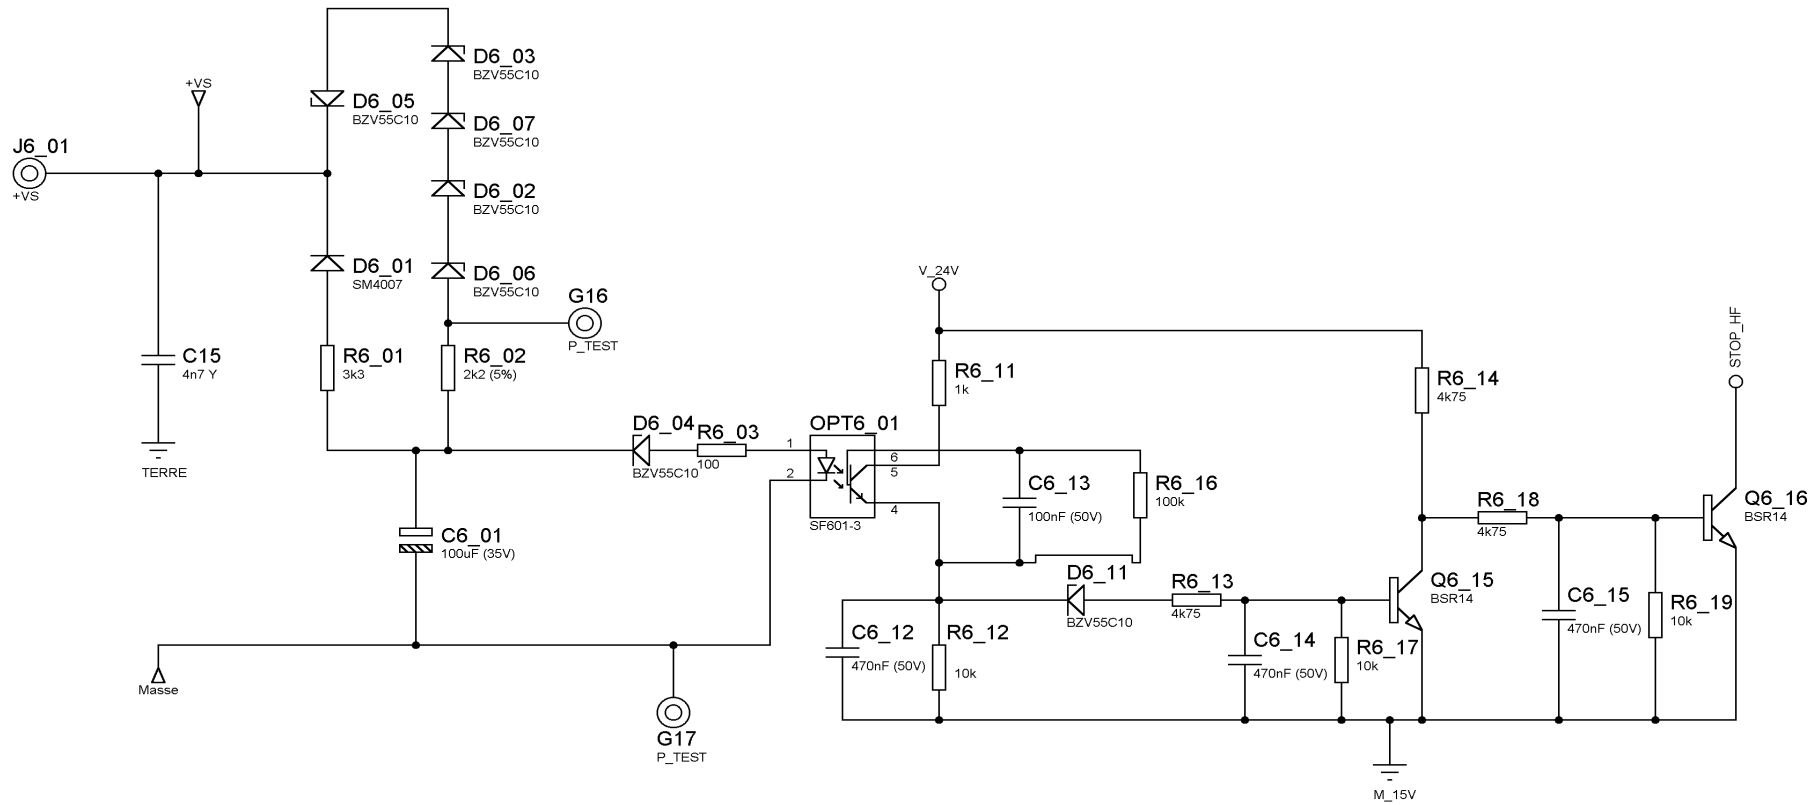 D6_03
BZV55C10
+VS
D6_05
BZV55C10
D6_07
BZV55C10
J6_01
+VS
D6_02
BZV55C10
D6_01
SM4007
D6_06
BZV55C10
G16
P_TEST
V_24V
STOP_HF
C15
4n7 Y
R6_01
3k3
R6_02
2k2 (5%)
R6_11
1k
R6_14
4k75
TERRE
D6_04
BZV55C10
R6_03
100
OPT6_01
1
2
6
5
4
SF601-3
C6_13
100nF (50V)
R6_16
100k
R6_18
4k75
Q6_16
BSR14
C6_01
100uF (35V)
D6_11
BZV55C10
R6_13
4k75
Q6_15
BSR14
C6_15
470nF (50V)
R6_19
10k
C6_12
470nF (50V)
R6_12
10k
C6_14
470nF (50V)
R6_17
10k
Masse
G17
P_TEST
M_15V